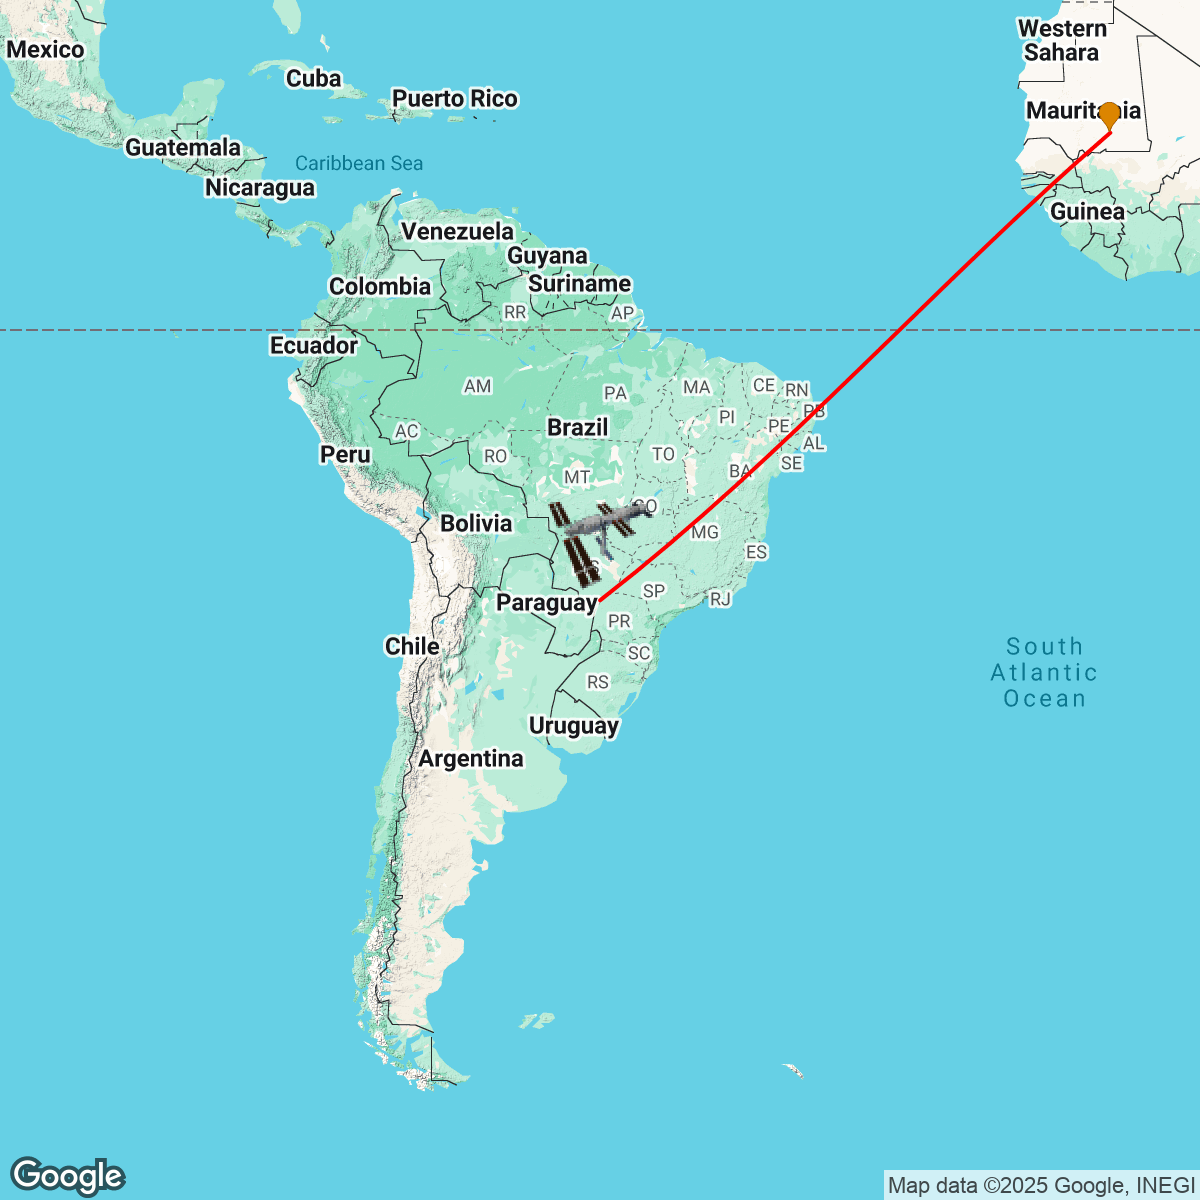 Mexico
Cuba
Puerto Rico
Guatemala
Caribbean Sea
Nicaragua
Western
Sahara
Mauritania
Guinea
Venezuela
Guyana
Colombia
Suriname
RR
AP
Ecuador
AM
PA
MA
CE
RN
PB
PI
AC
Brazil
PE
AL
Peru
RO
TO
SE
MT
BA
GO
Bolivia
MG
ES
MS
SP
RJ
Paraguay
PR
Chile
SC
South
Atlantic
Ocean
RS
Uruguay
Argentina
Google
Map data ©2025 Google, INEGI